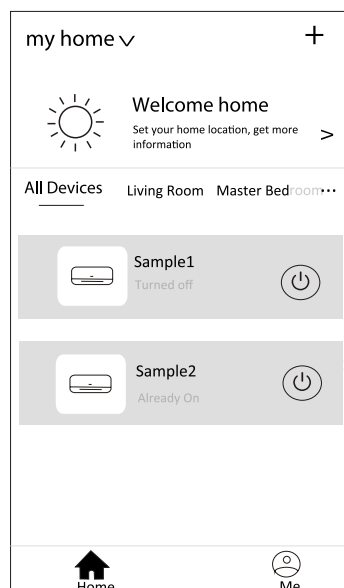 my home
Welcome home
Set your home location, get more
information
All Devices Living Room Master Bedroom...
Sample1
Turned off
Sample2
Already On
Home Me